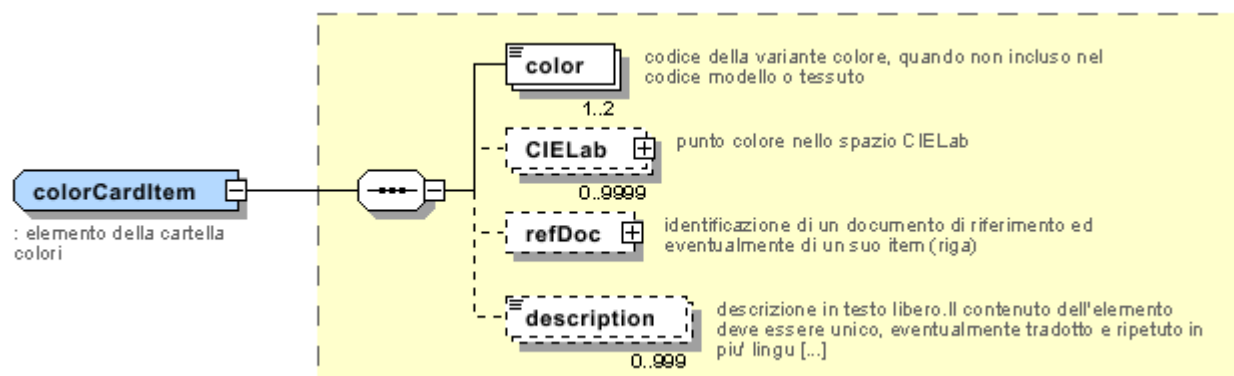 color
codice della variante colore, quando non incluso nel
codice modello o tessuto
1..2
CIELab
punto colore nello spazio CIELab
0..9999
colorCardItem
: elemento della cartella
colori
refDoc
identificazione di un documento di riferimento ed
eventualmente di un suo item (riga)
description
descrizione in testo libero.Il contenuto dell'elemento
deve essere unico, eventualmente tradotto e ripetuto in
piu' lingu [...]
0..999